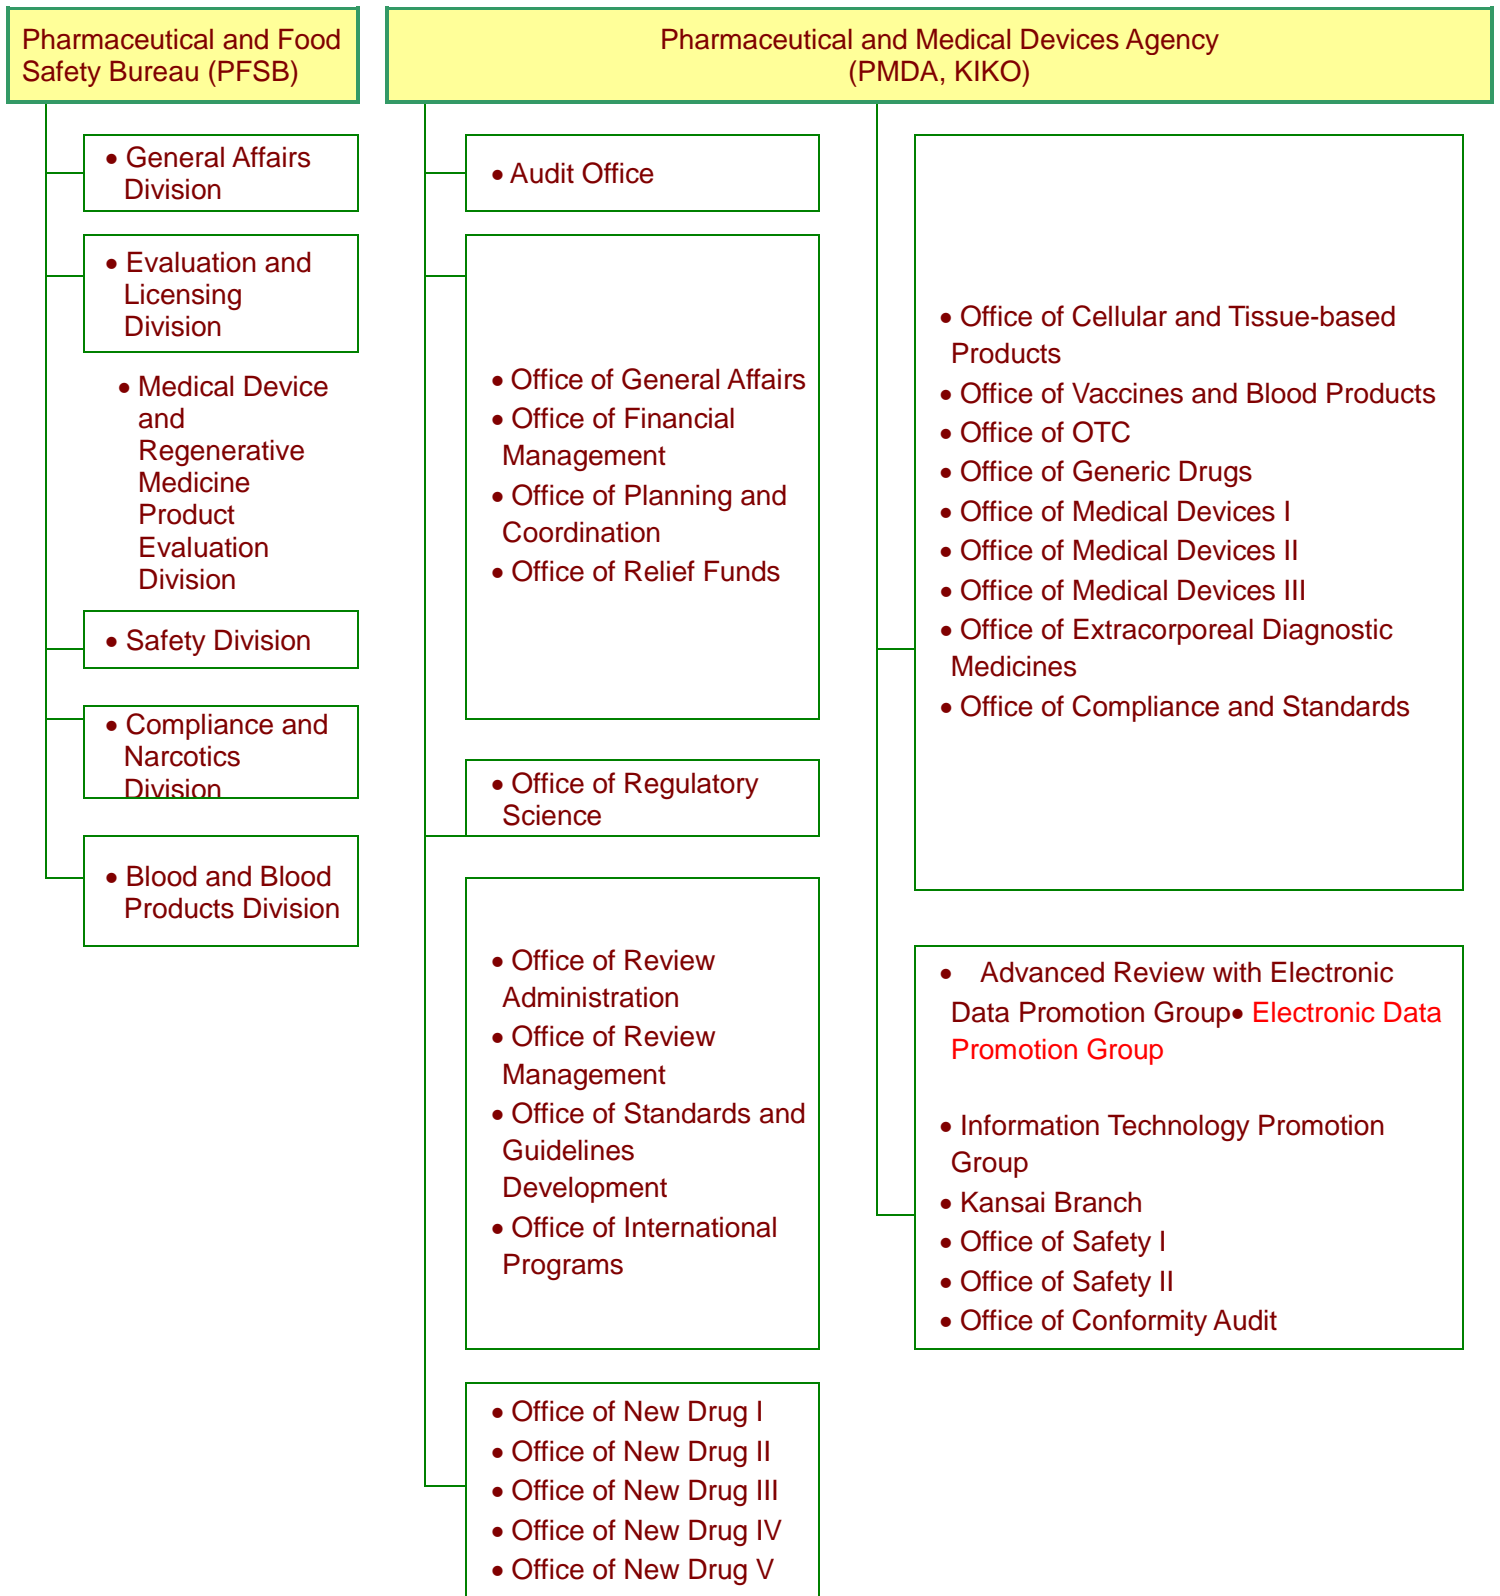 Pharmaceutical and Food
Safety Bureau (PFSB)
Pharmaceutical and Medical Devices Agency
(PMDA, KIKO)
• General Affairs
Division
• Evaluation and
Licensing
Division
• Medical Device
and
Regenerative
Medicine
Product
Evaluation
Division
• Safety Division
• Compliance and
Narcotics
Division
• Blood and Blood
Products Division
• Audit Office
• Office of General Affairs
• Office of Financial
Management
• Office of Planning and
Coordination
• Office of Relief Funds
• Office of Regulatory
Science
• Office of Review
Administration
• Office of Review
Management
• Office of Standards and
Guidelines
Development
• Office of International
Programs
• Office of New Drug I
• Office of New Drug II
• Office of New Drug III
• Office of New Drug IV
• Office of New Drug V
• Office of Cellular and Tissue-based
Products
• Office of Vaccines and Blood Products
• Office of OTC
• Office of Generic Drugs
• Office of Medical Devices I
• Office of Medical Devices II
• Office of Medical Devices III
• Office of Extracorporeal Diagnostic
Medicines
• Office of Compliance and Standards
• Advanced Review with Electronic
Data Promotion Group• Electronic Data
Promotion Group
• Information Technology Promotion
Group
• Kansai Branch
• Office of Safety I
• Office of Safety II
• Office of Conformity Audit